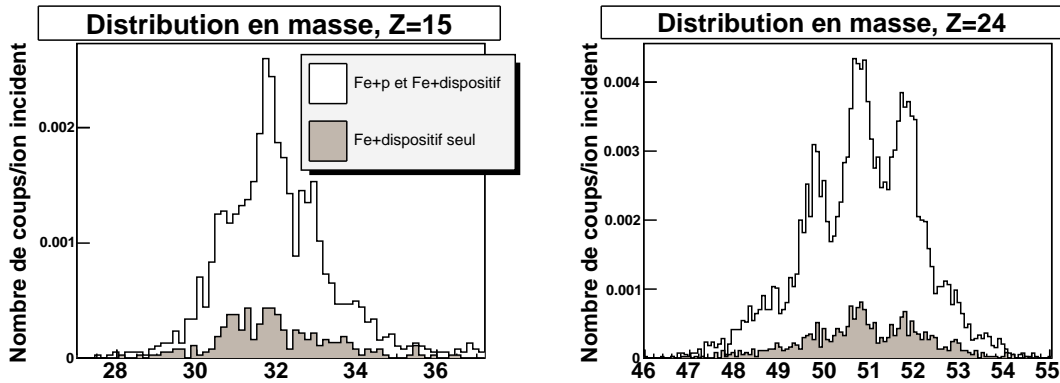 Distribution en masse, Z=15
Nombre de coups/ion incident
0.002
0.001
0
28 30 32 34 36
Fe+p et Fe+dispositif
Fe+dispositif seul
Distribution en masse, Z=24
Nombre de coups/ion incident
0.004
0.003
0.002
0.001
0
46 47 48 49 50 51 52 53 54 55